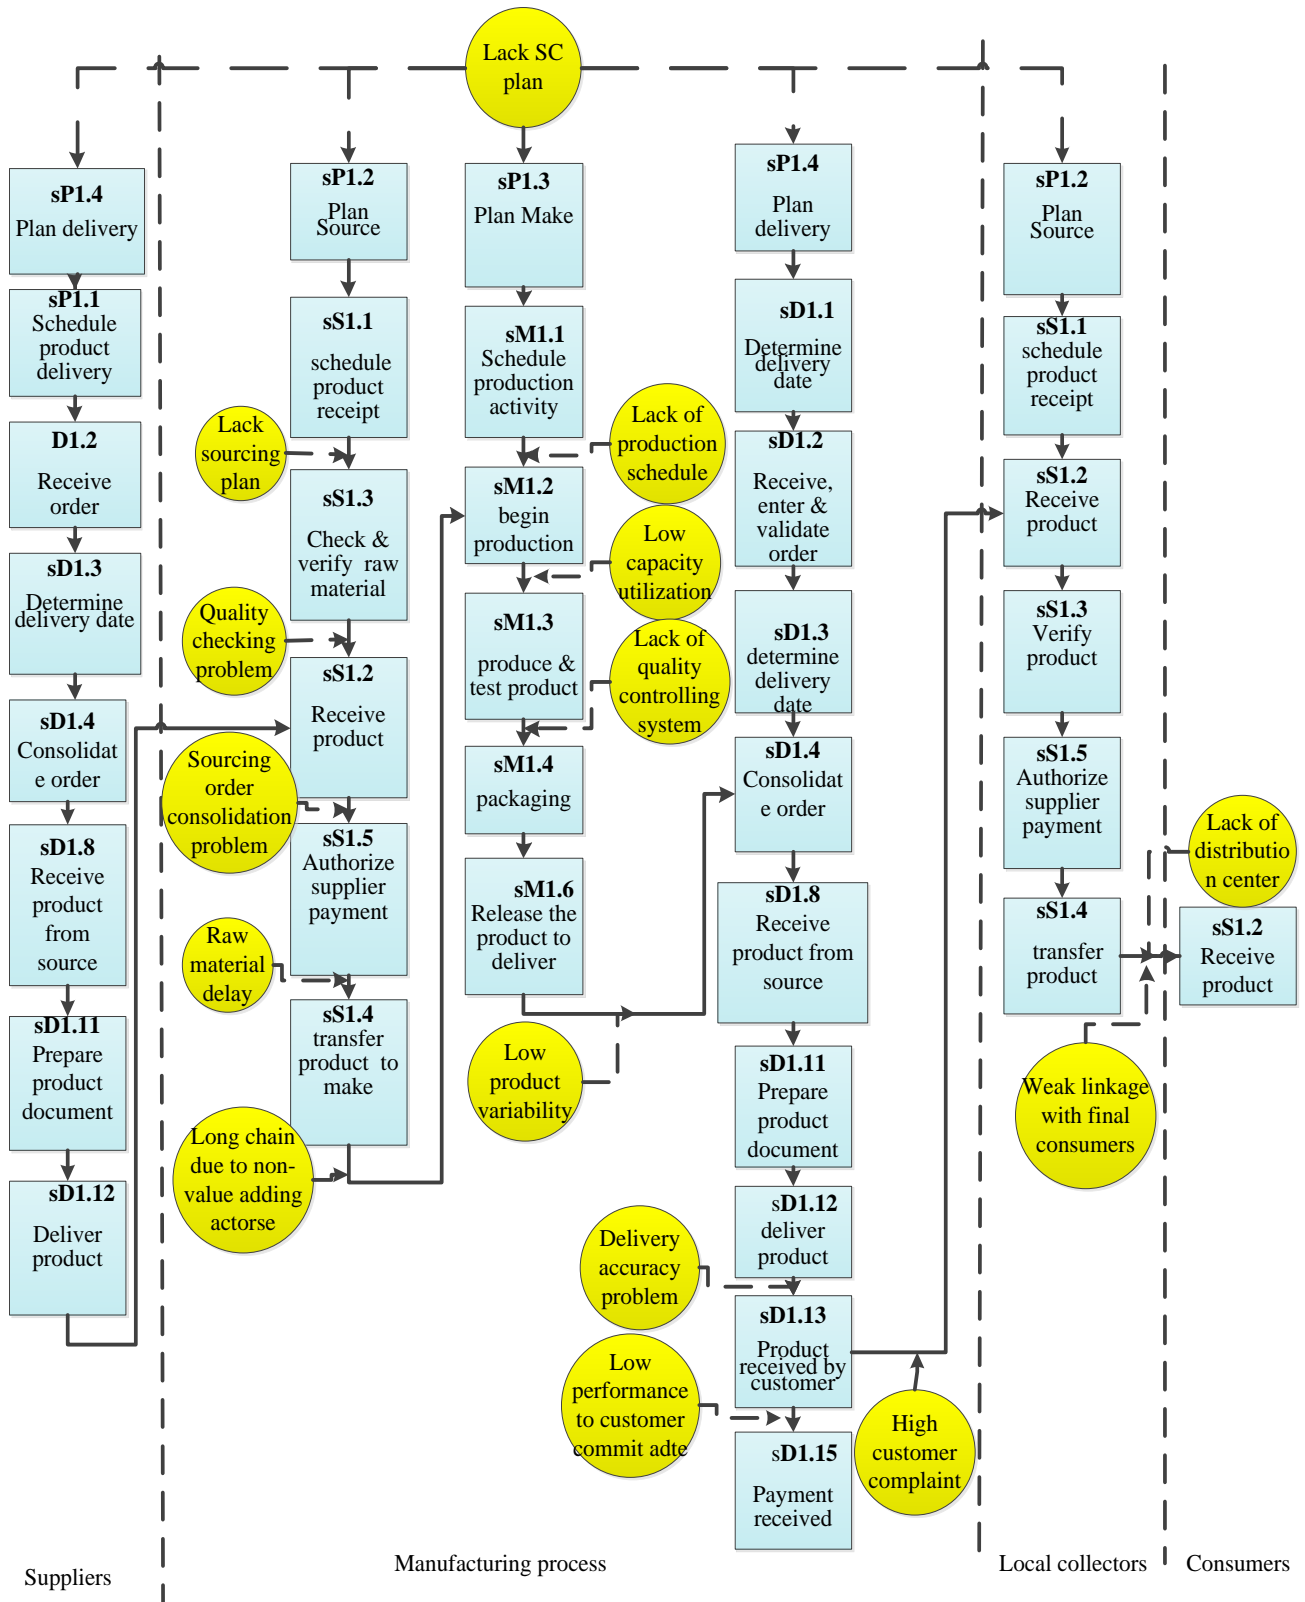 Lack SC
plan
sP1.4
Plan delivery
sP1.1
Schedule
product
delivery
D1.2
Receive
order
sD1.3
Determine
delivery date
sD1.4
Consolidat
e order
sD1.8
Receive
product
from
source
sD1.11
Prepare
product
document
sD1.12
Deliver
product
sP1.2
Plan
Source
sS1.1
schedule
product
receipt
Lack
sourcing
plan
sS1.3
Check &
verify raw
material
Quality
checking
problem
sS1.2
Receive
product
Sourcing
order
consolidation
problem
sS1.5
Authorize
supplier
payment
Raw
material
delay
sS1.4
transfer
product to
make
Long chain
due to non-
value adding
actorse
sP1.3
Plan Make
sM1.1
Schedule
production
activity
Lack of
production
schedule
sM1.2
begin
production
Low
capacity
utilization
sM1.3
produce &
test product
Lack of
quality
controlling
system
sM1.4
packaging
sM1.6
Release the
product to
deliver
Low
product
variability
sP1.4
Plan
delivery
sD1.1
Determine
delivery
date
sD1.2
Receive,
enter &
validate
order
sD1.3
determine
delivery
date
sD1.4
Consolidat
e order
sD1.8
Receive
product from
source
sD1.11
Prepare
product
document
sD1.12
deliver
product
Delivery
accuracy
problem
sD1.13
Product
received by
customer
Low
performance
to customer
commit adte
High
customer
complaint
sD1.15
Payment
received
sP1.2
Plan
Source
sS1.1
schedule
product
receipt
sS1.2
Receive
product
sS1.3
Verify
product
sS1.5
Authorize
supplier
payment
sS1.4
transfer
product
Weak linkage
with final
consumers
Lack of
distributio
n center
sS1.2
Receive
product
Suppliers
Manufacturing process
Local collectors
Consumers